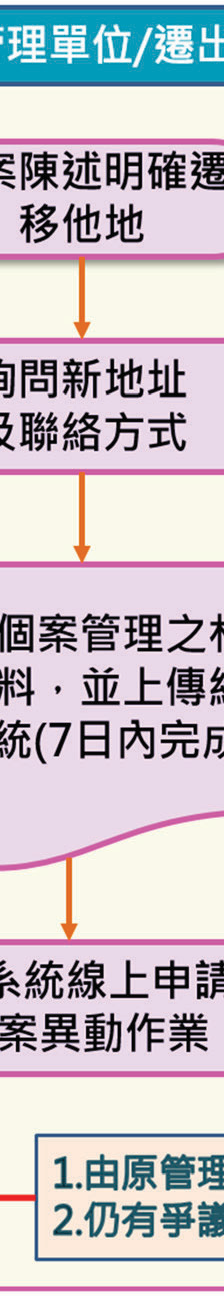 管理單位/遷出
案陳述明確遷
移他地
詢問新地址
及聯絡方式
個案管理之相
料，並上傳
統(7日內完成
系統線上申請
案異動作業
1.由原管理
2.仍有爭議